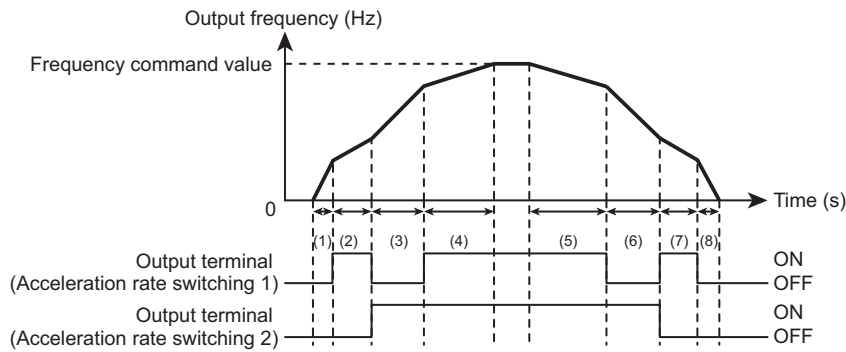 Output frequency (Hz)
Frequency command value
0
Time (s)
(1) (2) (3) (4) (5) (6) (7) (8)
Output terminal
(Acceleration rate switching 1)
ON
OFF
Output terminal
(Acceleration rate switching 2)
ON
OFF